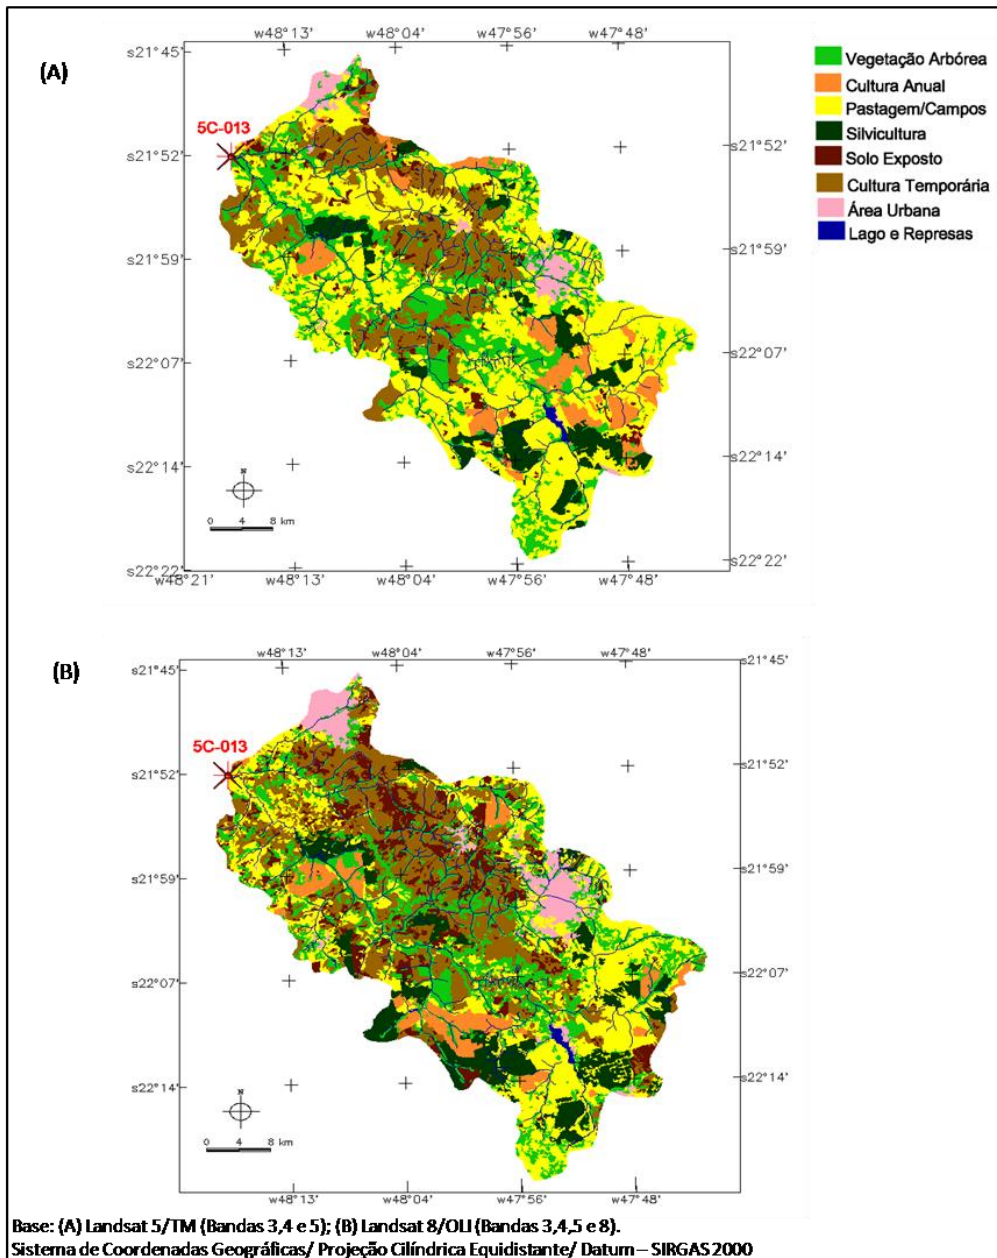 (A)
w48°13' w48°04' w47°56' w47°48'
s21°45'
5C-013
s21°52' s21°52'
s21°59' s21°59'
s22°07' s22°07'
s22°14' s22°14'
N
0 4 8 km
s22°22' s22°22'
w48°21' w48°13' w48°04' w47°56' w47°48'
Vegetação Arbórea
Cultura Anual
Pastagem/Campos
Silvicultura
Solo Exposto
Cultura Temporária
Área Urbana
Lago e Represas
(B)
w48°13' w48°04' w47°56' w47°48'
s21°45' s21°45'
5C-013
s21°52' s21°52'
s21°59' s21°59'
s22°07' s22°07'
s22°14' s22°14'
N
0 4 8 km
w48°13' w48°04' w47°56' w47°48'
Base: (A) Landsat 5/TM (Bandas 3,4 e 5); (B) Landsat 8/OLI (Bandas 3,4,5 e 8).
Sistema de Coordenadas Geográficas/ Projeção Cilíndrica Equidistante/ Datum – SIRGAS 2000